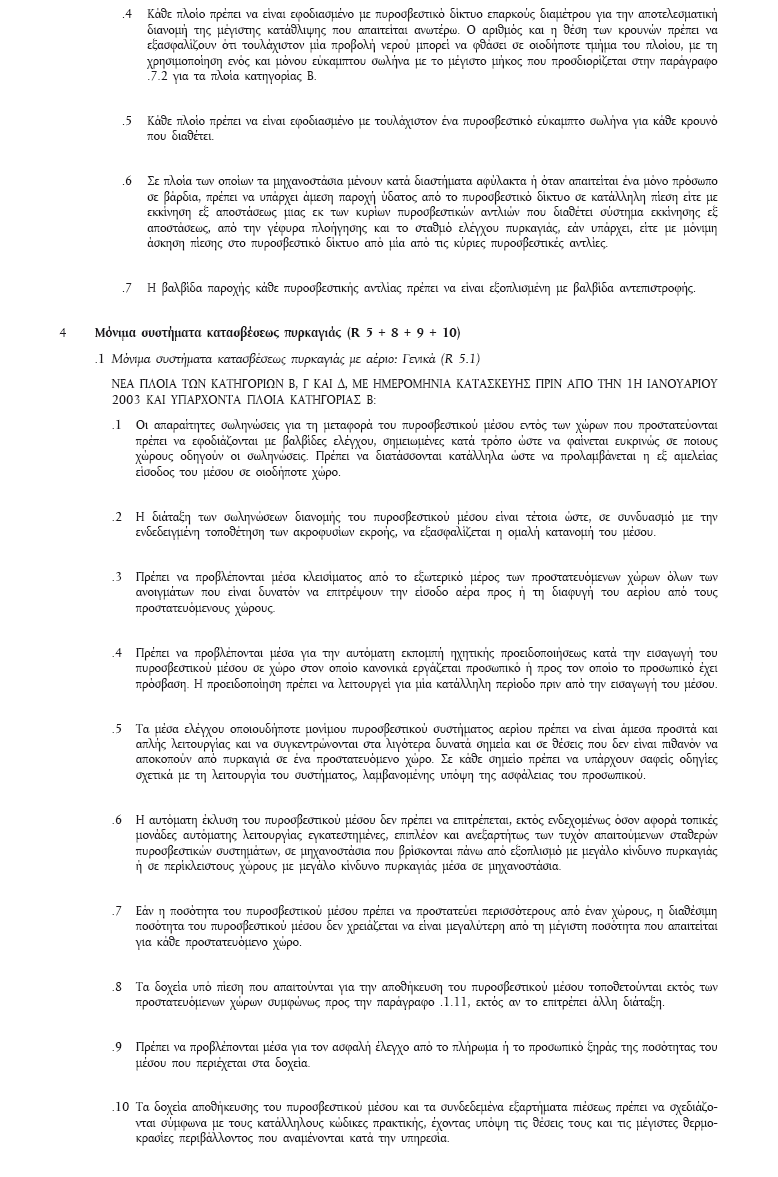 .4 Κάθε πλοίο πρέπει να είναι εφοδιασμένο με πυροσβεστικό δίκτυο επαρκούς διαμέτρου για την αποτελεσματική
διανομή της μέγιστης κατάθλιψης που απαιτείται ανωτέρω. Ο αριθμός και η θέση των κρουνών πρέπει να
εξασφαλίζουν ότι τουλάχιστον μία προβολή νερού μπορεί να φθάσει σε οιοδήποτε τμήμα του πλοίου, με τη
χρησιμοποίηση ενός και μόνου εύκαμπτου σωλήνα με το μέγιστο μήκος που προσδιορίζεται στην παράγραφο
.7.2 για τα πλοία κατηγορίας Β.
.5 Κάθε πλοίο πρέπει να είναι εφοδιασμένο με τουλάχιστον ένα πυροσβεστικό εύκαμπτο σωλήνα για κάθε κρουνό
που διαθέτει.
.6 Σε πλοία των οποίων τα μηχανοστάσια μένουν κατά διαστήματα αφύλακτα ή όταν απαιτείται ένα μόνο πρόσωπο
σε βάρδια, πρέπει να υπάρχει άμεση παροχή ύδατος από το πυροσβεστικό δίκτυο σε κατάλληλη πίεση είτε με
εκκίνηση εξ αποστάσεως μιας εκ των κυρίων πυροσβεστικών αντλιών που διαθέτει σύστημα εκκίνησης εξ
αποστάσεως, από την γέφυρα πλοήγησης και το σταθμό ελέγχου πυρκαγιάς, εάν υπάρχει, είτε με μόνιμη
άσκηση πίεσης στο πυροσβεστικό δίκτυο από μία από τις κύριες πυροσβεστικές αντλίες.
.7 Η βαλβίδα παροχής κάθε πυροσβεστικής αντλίας πρέπει να είναι εξοπλισμένη με βαλβίδα αντεπιστροφής.
4 Μόνιμα συστήματα κατασβέσεως πυρκαγιάς (R 5 + 8 + 9 + 10)
.1 Μόνιμα συστήματα κατασβέσεως πυρκαγιάς με αέριο: Γενικά (R 5.1)
ΝΕΑ ΠΛΟΙΑ ΤΩΝ ΚΑΤΗΓΟΡΙΩΝ Β, Γ ΚΑΙ Δ, ΜΕ ΗΜΕΡΟΜΗΝΙΑ ΚΑΤΑΣΚΕΥΗΣ ΠΡΙΝ ΑΠΟ ΤΗΝ 1Η ΙΑΝΟΥΑΡΙΟΥ
2003 ΚΑΙ ΥΠΑΡΧΟΝΤΑ ΠΛΟΙΑ ΚΑΤΗΓΟΡΙΑΣ Β:
.1 Οι απαραίτητες σωληνώσεις για τη μεταφορά του πυροσβεστικού μέσου εντός των χώρων που προστατεύονται
πρέπει να εφοδιάζονται με βαλβίδες ελέγχου, σημειωμένες κατά τρόπο ώστε να φαίνεται ευκρινώς σε ποιους
χώρους οδηγούν οι σωληνώσεις. Πρέπει να διατάσσονται κατάλληλα ώστε να προλαμβάνεται η εξ αμελείας
είσοδος του μέσου σε οιοδήποτε χώρο.
.2 Η διάταξη των σωληνώσεων διανομής του πυροσβεστικού μέσου είναι τέτοια ώστε, σε συνδυασμό με την
ενδεδειγμένη τοποθέτηση των ακροφυσίων εκροής, να εξασφαλίζεται η ομαλή κατανομή του μέσου.
.3 Πρέπει να προβλέπονται μέσα κλεισίματος από το εξωτερικό μέρος των προστατευόμενων χώρων όλων των
ανοιγμάτων που είναι δυνατόν να επιτρέψουν την είσοδο αέρα προς ή τη διαφυγή του αερίου από τους
προστατευόμενους χώρους.
.4 Πρέπει να προβλέπονται μέσα για την αυτόματη εκπομπή ηχητικής προειδοποιήσεως κατά την εισαγωγή του
πυροσβεστικού μέσου σε χώρο στον οποίο κανονικά εργάζεται προσωπικό ή προς τον οποίο το προσωπικό έχει
πρόσβαση. Η προειδοποίηση πρέπει να λειτουργεί για μία κατάλληλη περίοδο πριν από την εισαγωγή του μέσου.
.5 Τα μέσα ελέγχου οποιουδήποτε μονίμου πυροσβεστικού συστήματος αερίου πρέπει να είναι άμεσα προσιτά και
απλής λειτουργίας και να συγκεντρώνονται στα λιγότερα δυνατά σημεία και σε θέσεις που δεν είναι πιθανόν να
αποκοπούν από πυρκαγιά σε ένα προστατευόμενο χώρο. Σε κάθε σημείο πρέπει να υπάρχουν σαφείς οδηγίες
σχετικά με τη λειτουργία του συστήματος, λαμβανομένης υπόψη της ασφάλειας του προσωπικού.
.6 Η αυτόματη έκλυση του πυροσβεστικού μέσου δεν πρέπει να επιτρέπεται, εκτός ενδεχομένως όσον αφορά τοπικές
μονάδες αυτόματης λειτουργίας εγκατεστημένες, επιπλέον και ανεξαρτήτως των τυχόν απαιτούμενων σταθερών
πυροσβεστικών συστημάτων, σε μηχανοστάσια που βρίσκονται πάνω από εξοπλισμό με μεγάλο κίνδυνο πυρκαγιάς
ή σε περίκλειστους χώρους με μεγάλο κίνδυνο πυρκαγιάς μέσα σε μηχανοστάσια.
.7 Εάν η ποσότητα του πυροσβεστικού μέσου πρέπει να προστατεύει περισσότερους από έναν χώρους, η διαθέσιμη
ποσότητα του πυροσβεστικού μέσου δεν χρειάζεται να είναι μεγαλύτερη από τη μέγιστη ποσότητα που απαιτείται
για κάθε προστατευόμενο χώρο.
.8 Τα δοχεία υπό πίεση που απαιτούνται για την αποθήκευση του πυροσβεστικού μέσου τοποθετούνται εκτός των
προστατευόμενων χώρων συμφώνως προς την παράγραφο .1.11, εκτός αν το επιτρέπει άλλη διάταξη.
.9 Πρέπει να προβλέπονται μέσα για τον ασφαλή έλεγχο από το πλήρωμα ή το προσωπικό ξηράς της ποσότητας του
μέσου που περιέχεται στα δοχεία.
.10 Τα δοχεία αποθήκευσης του πυροσβεστικού μέσου και τα συνδεδεμένα εξαρτήματα πιέσεως πρέπει να σχεδιάζο-
νται σύμφωνα με τους κατάλληλους κώδικες πρακτικής, έχοντας υπόψη τις θέσεις τους και τις μέγιστες θερμο-
κρασίες περιβάλλοντος που αναμένονται κατά την υπηρεσία.